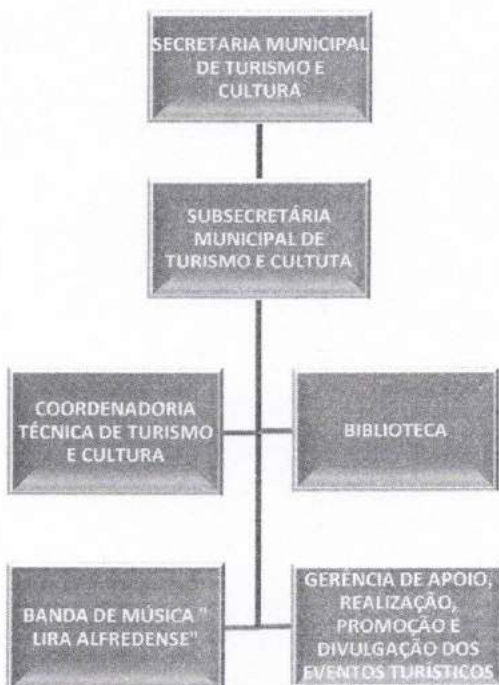 SECRETARIA MUNICIPAL
DE TURISMO E
CULTURA
SUBSECRETÁRIA
MUNICIPAL DE
TURISMO E CULTUTA
COORDENADORIA
TÉCNICA DE TURISMO
E CULTURA
BIBLIOTECA
BANDA DE MÚSICA "
LIRA ALFREDENSE"
GERÊNCIA DE APOIO,
REALIZAÇÃO,
PROMOÇÃO E
DIVULGAÇÃO DOS
EVENTOS TURISTICOS